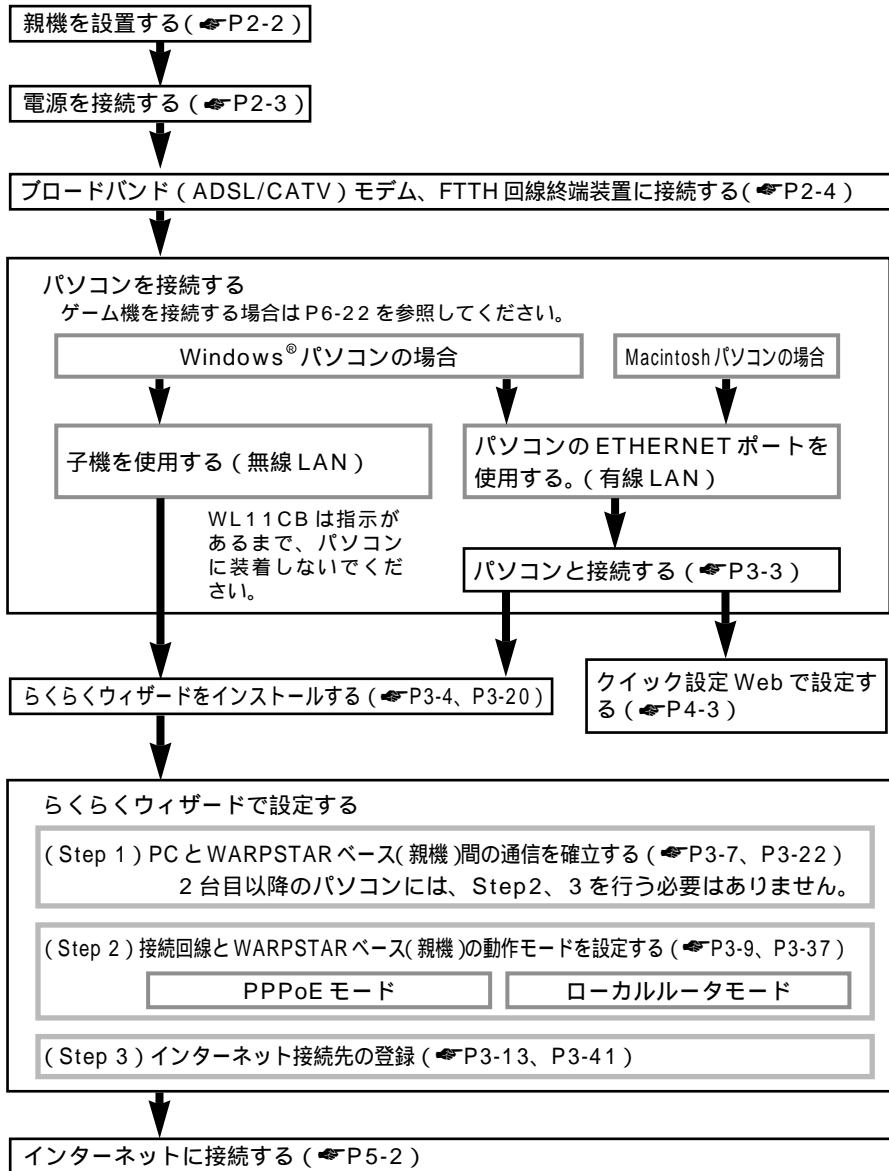 親機を設置する(☛P2-2)
電源を接続する(☛P2-3)
ブロードバンド(ADSL/CATV)モデム、FTTH回線終端装置に接続する(☛P2-4)
パソコンを接続する
ゲーム機を接続する場合はP6-22を参照してください。
Windows®パソコンの場合
Macintoshパソコンの場合
子機を使用する(無線LAN)
パソコンのETHERNETポートを
使用する。(有線LAN)
WL11CBは指示が
あるまで、パソコン
に装着しないでくだ
さい。
パソコンと接続する(☛P3-3)
らくらくウィザードをインストールする(☛P3-4、P3-20)
クイック設定Webで設定す
る(☛P4-3)
らくらくウィザードで設定する
(Step 1)PCとWARPSTARベース(親機)間の通信を確立する(☛P3-7、P3-22)
2台目以降のパソコンには、Step2、3を行う必要はありません。
(Step 2)接続回線とWARPSTARベース(親機)の動作モードを設定する(☛P3-9、P3-37)
PPPoEモード
ローカルルータモード
(Step 3)インターネット接続先の登録(☛P3-13、P3-41)
インターネットに接続する(☛P5-2)